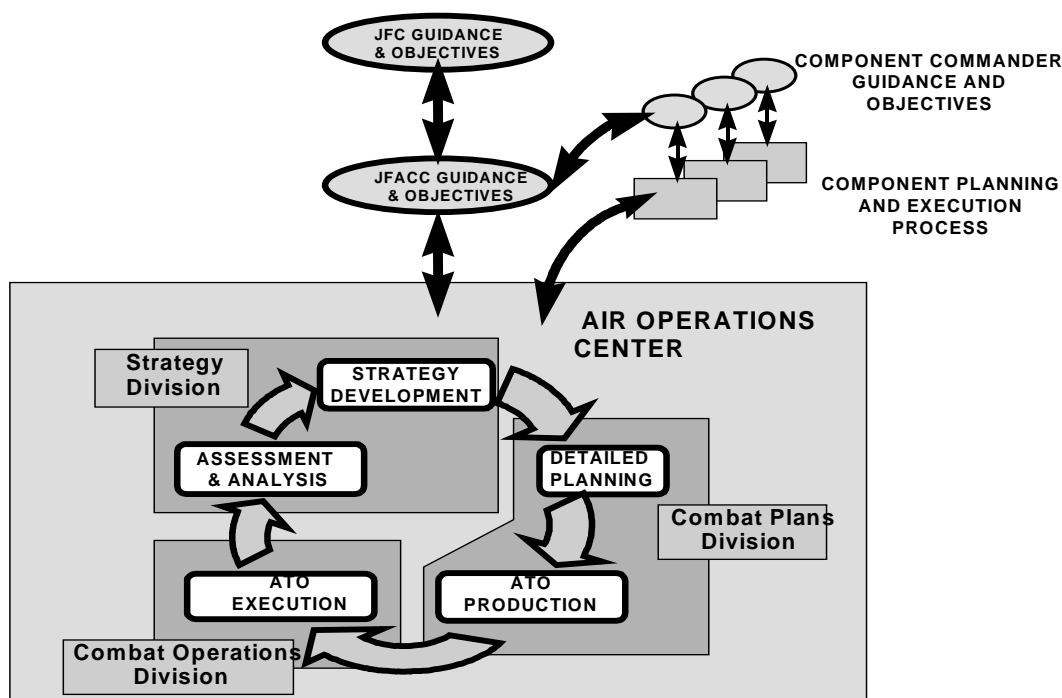 JFC GUIDANCE
& OBJECTIVES
COMPONENT COMMANDER
GUIDANCE AND
OBJECTIVES
JFACC GUIDANCE
& OBJECTIVES
COMPONENT PLANNING
AND EXECUTION
PROCESS
AIR OPERATIONS
CENTER
Strategy
Division
STRATEGY
DEVELOPMENT
ASSESSMENT
& ANALYSIS
DETAILED
PLANNING
Combat Plans
Division
ATO
EXECUTION
ATO
PRODUCTION
Combat Operations
Division